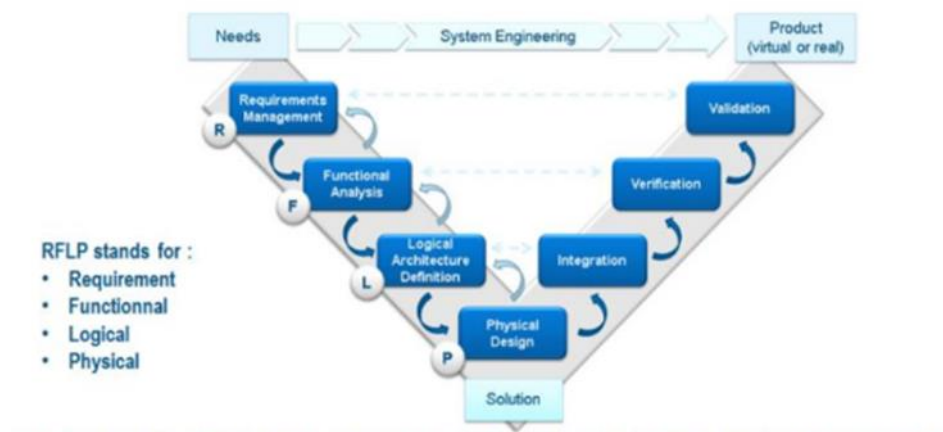 Needs
System Engineering
Product
(virtual or real)
Requirements
Management
Validation
R
Functional
Analysis
Verification
F
RFLP stands for :
• Requirement
• Functionnal
• Logical
• Physical
Logical
Architecture
Definition
Integration
L
Physical
Design
P
Solution